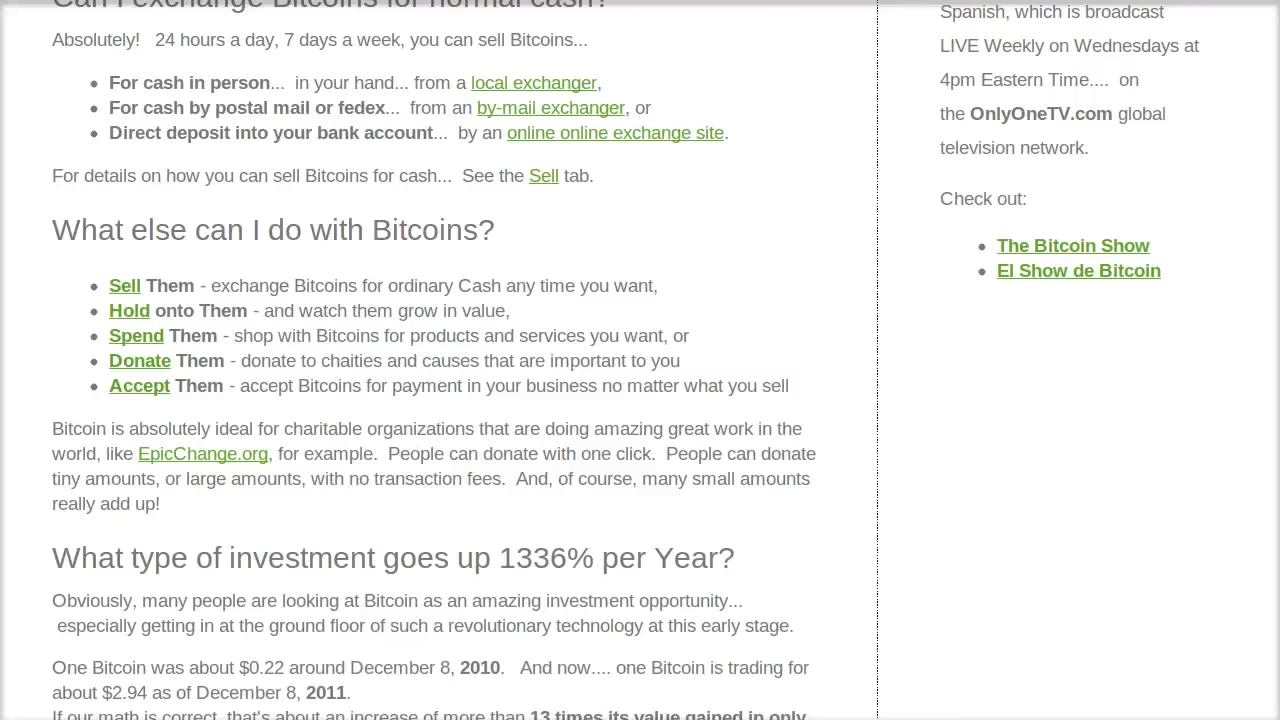 Can I exchange Bitcoins for normal cash?
Absolutely!   24 hours a day, 7 days a week, you can sell Bitcoins...
For cash in person...  in your hand... from a local exchanger,
For cash by postal mail or fedex...  from an by-mail exchanger, or
Direct deposit into your bank account...  by an online online exchange site.
For details on how you can sell Bitcoins for cash...  See the Sell tab.
What else can I do with Bitcoins?
Sell Them - exchange Bitcoins for ordinary Cash any time you want,
Hold onto Them - and watch them grow in value,
Spend Them - shop with Bitcoins for products and services you want, or
Donate Them - donate to chaities and causes that are important to you
Accept Them - accept Bitcoins for payment in your business no matter what you sell
Bitcoin is absolutely ideal for charitable organizations that are doing amazing great work in the
world, like EpicChange.org, for example.  People can donate with one click.  People can donate
tiny amounts, or large amounts, with no transaction fees.  And, of course, many small amounts
really add up!
What type of investment goes up 1336% per Year?
Obviously, many people are looking at Bitcoin as an amazing investment opportunity...
especially getting in at the ground floor of such a revolutionary technology at this early stage.
One Bitcoin was about $0.22 around December 8, 2010.   And now.... one Bitcoin is trading for
about $2.94 as of December 8, 2011.
If our math is correct, that's about an increase of more than 13 times its value gained in only
Spanish, which is broadcast
LIVE Weekly on Wednesdays at
4pm Eastern Time....  on
the OnlyOneTV.com global
television network.
Check out:
The Bitcoin Show
El Show de Bitcoin